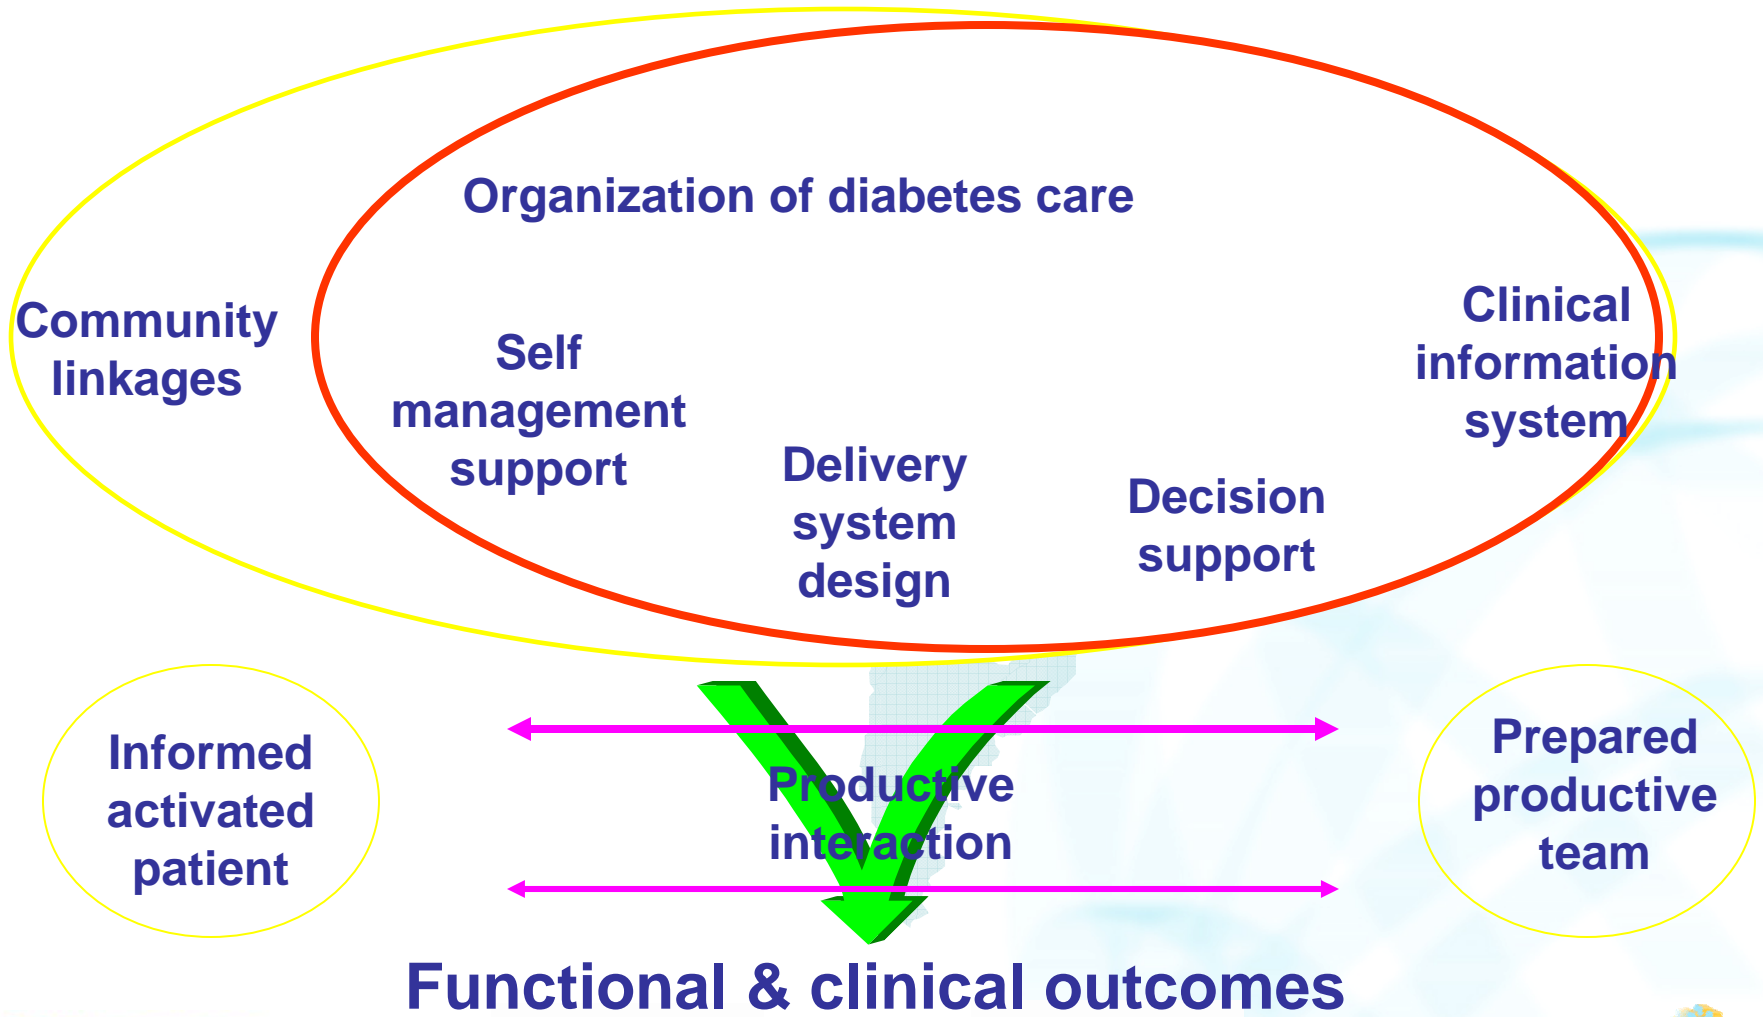 Organization of diabetes care
Community
linkages
Self
management
support
Delivery
system
design
Decision
support
Clinical
information
system
Informed
activated
patient
Productive
interaction
Prepared
productive
team
Functional & clinical outcomes